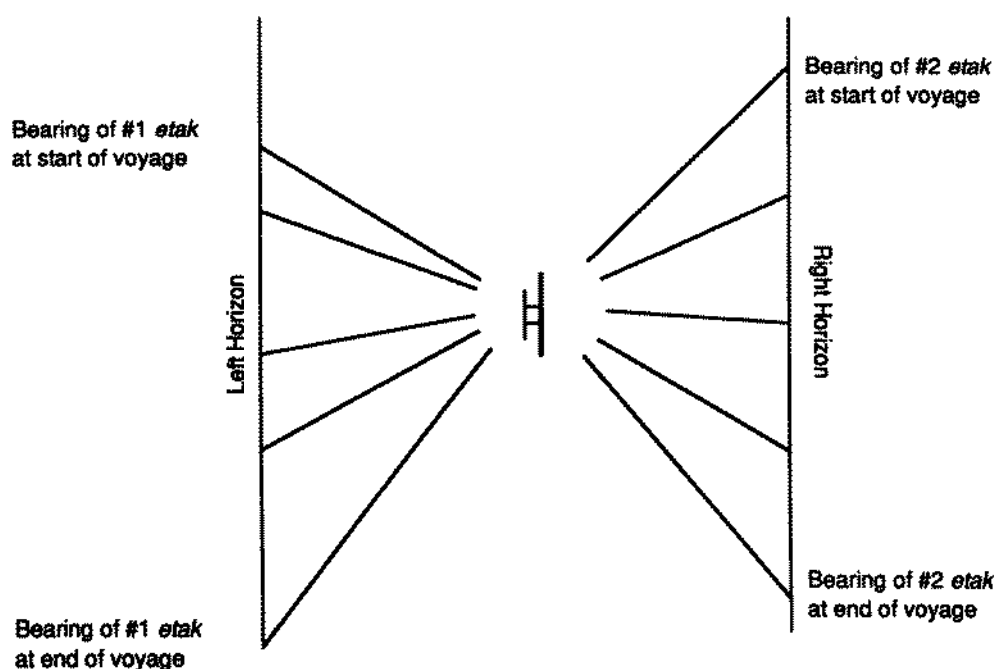 Bearing of #1 etak
at start of voyage
Bearing of #2 etak
at start of voyage
Left Horizon
Right Horizon
Bearing of #1 etak
at end of voyage
Bearing of #2 etak
at end of voyage